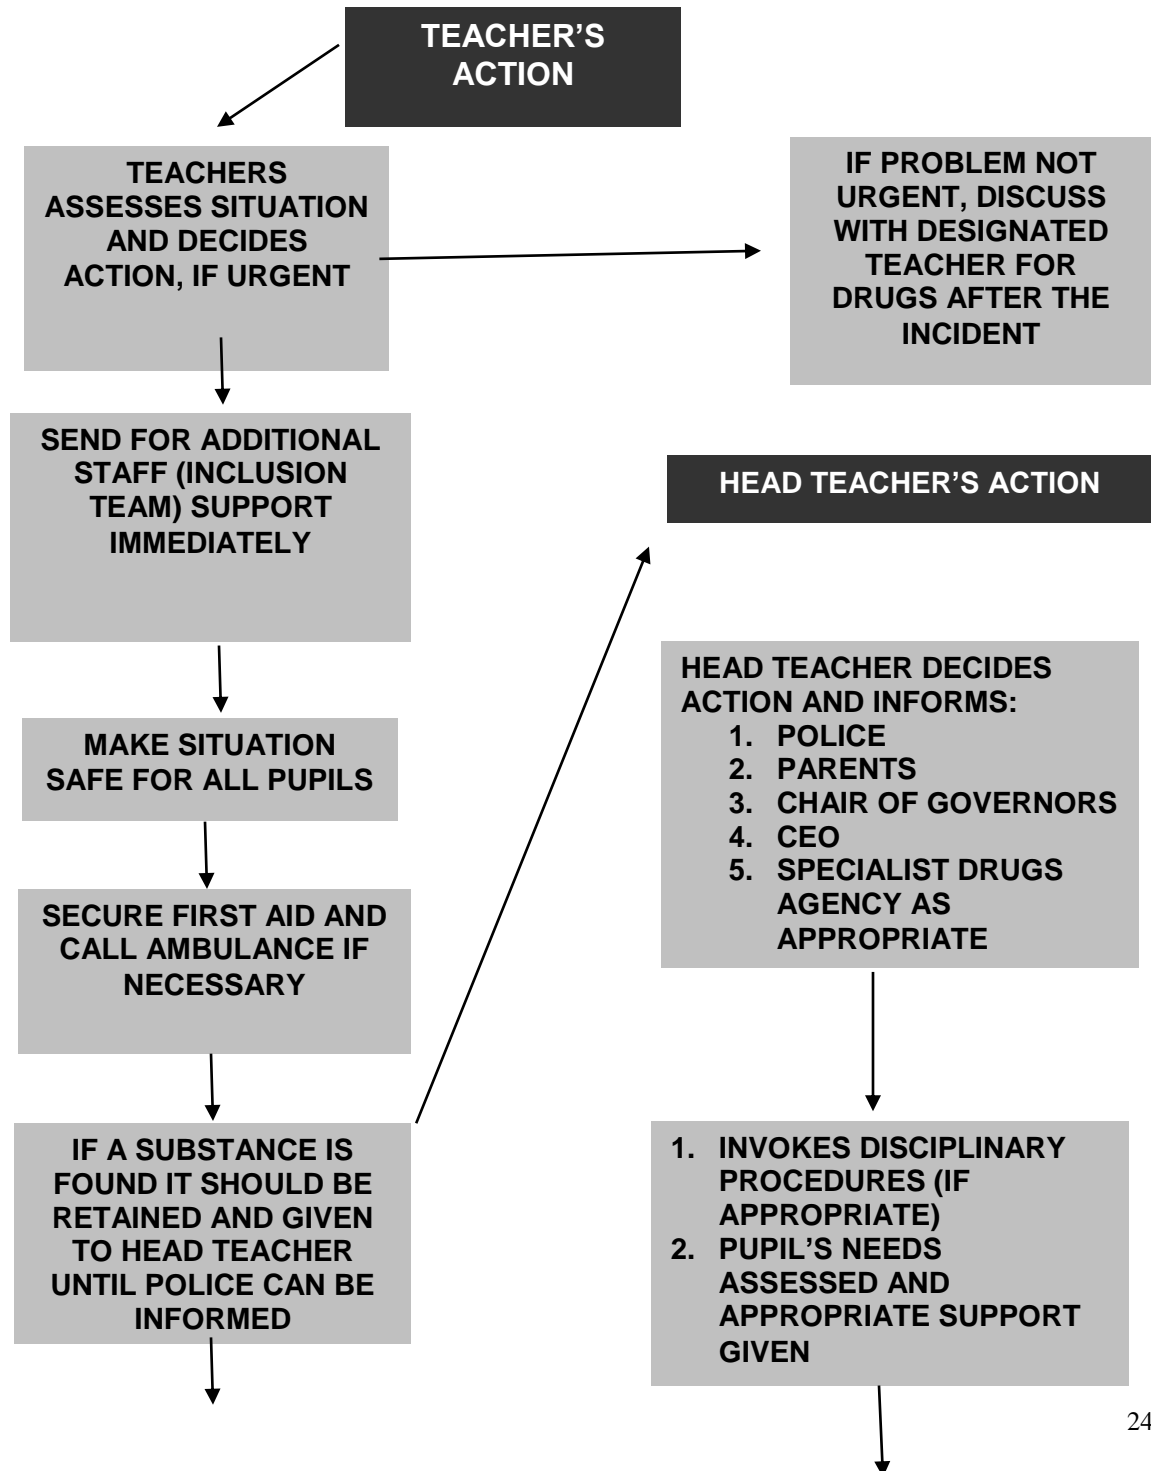 TEACHER’S
ACTION
TEACHERS
ASSESSES SITUATION
AND DECIDES
ACTION, IF URGENT
IF PROBLEM NOT
URGENT, DISCUSS
WITH DESIGNATED
TEACHER FOR
DRUGS AFTER THE
INCIDENT
SEND FOR ADDITIONAL
STAFF (INCLUSION
TEAM) SUPPORT
IMMEDIATELY
MAKE SITUATION
SAFE FOR ALL PUPILS
SECURE FIRST AID AND
CALL AMBULANCE IF
NECESSARY
IF A SUBSTANCE IS
FOUND IT SHOULD BE
RETAINED AND GIVEN
TO HEAD TEACHER
UNTIL POLICE CAN BE
INFORMED
HEAD TEACHER’S ACTION
HEAD TEACHER DECIDES
ACTION AND INFORMS:
1. POLICE
2. PARENTS
3. CHAIR OF GOVERNORS
4. CEO
5. SPECIALIST DRUGS
AGENCY AS
APPROPRIATE
1. INVOKES DISCIPLINARY
PROCEDURES (IF
APPROPRIATE)
2. PUPIL’S NEEDS
ASSESSED AND
APPROPRIATE SUPPORT
GIVEN
24